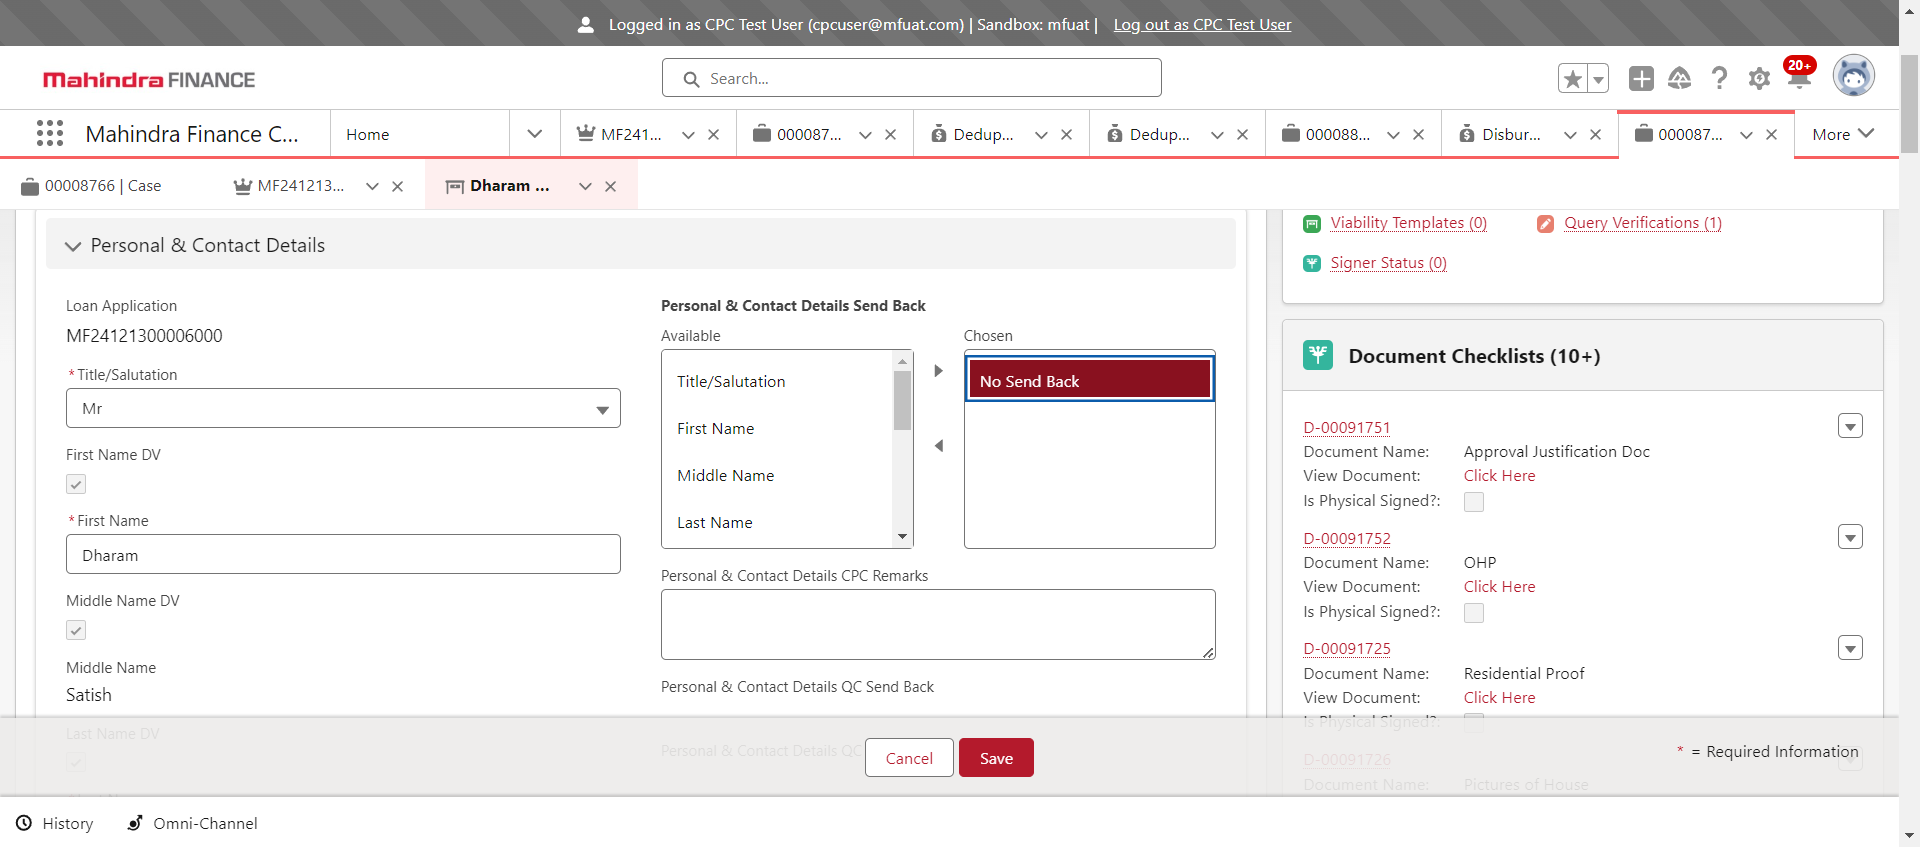 Logged in as CPC Test User (cpcuser@mfuat.com) | Sandbox: mfuat | Log out as CPC Test User
Mahindra FINANCE
Search...
20+
Mahindra Finance C...
Home
MF241...
000087...
Dedup...
Dedup...
000088...
Disbur...
000087...
More
00008766 | Case
MF241213...
Dharam ...
Personal & Contact Details
Loan Application
MF24121300006000
*Title/Salutation
Mr
First Name DV
*First Name
Dharam
Middle Name DV
Middle Name
Satish
Last Name DV
Personal & Contact Details Send Back
Available
Chosen
Title/Salutation
First Name
Middle Name
Last Name
No Send Back
Personal & Contact Details CPC Remarks
Personal & Contact Details QC Send Back
Personal & Contact Details QC
Cancel
Save
* = Required Information
Viability Templates (0)
Query Verifications (1)
Signer Status (0)
Document Checklists (10+)
D-00091751
Document Name: Approval Justification Doc
View Document: Click Here
Is Physical Signed?:
D-00091752
Document Name: OHP
View Document: Click Here
Is Physical Signed?:
D-00091725
Document Name: Residential Proof
View Document: Click Here
Is Physical Signed?:
D-00091726
Document Name: Pictures of House
History
Omni-Channel